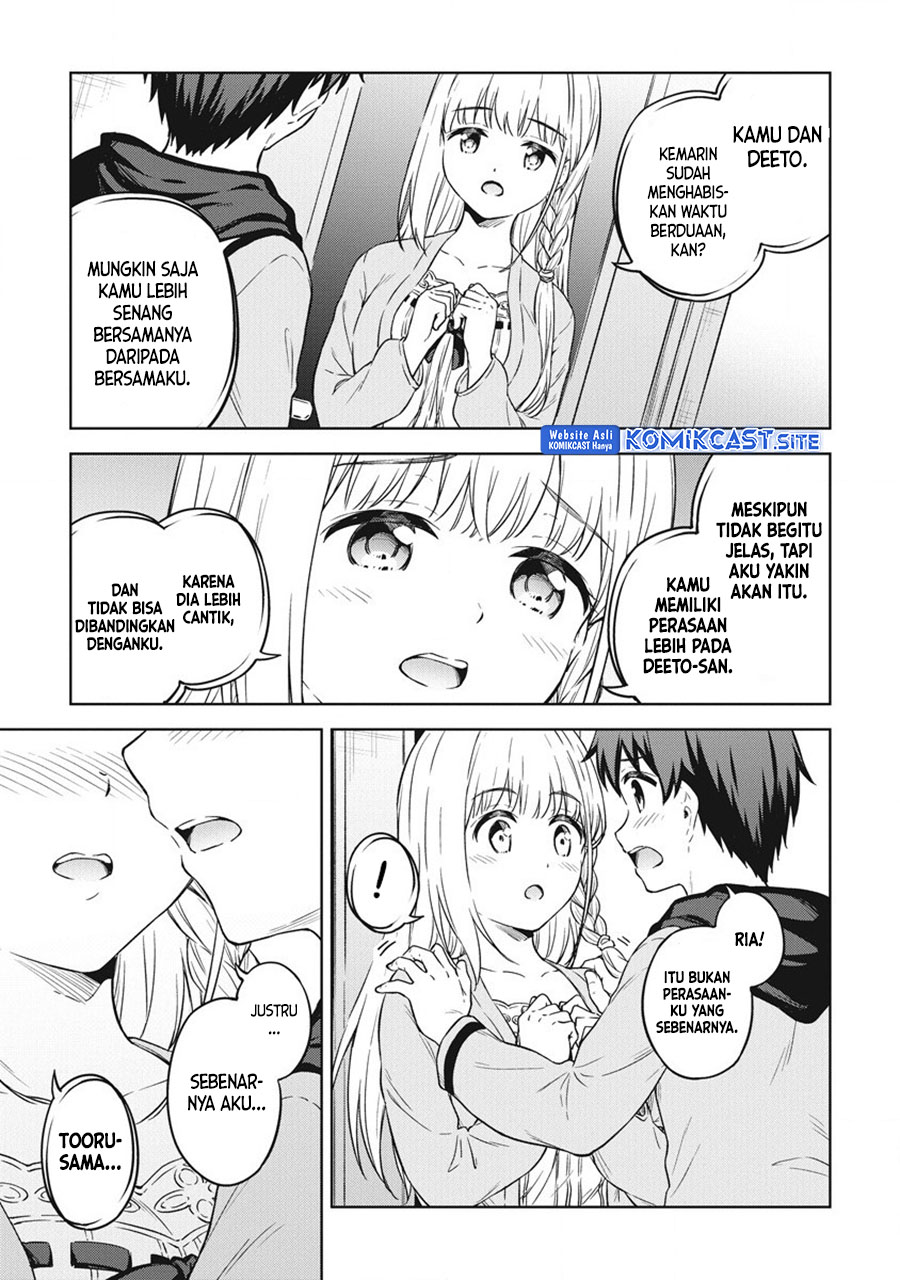 KAMU DAN
DEETO.
KEMARIN
SUDAH
MENGHABIS-
KAN WAKTU
BERDUAAN,
KAN?
MUNGKIN SAJA
KAMU LEBIH
SENANG
BERSAMANYA
DARIPADA
BERSAMAKU.
Website Asli
KOMIKCAST Hanya
KOMIKCAST.SITE
MESKIPUN
TIDAK BEGITU
JELAS, TAPI
AKU YAKIN
AKAN ITU.
KAMU
MEMILIKI
PERASAAN
LEBIH PADA
DEETO-SAN.
KARENA
DIA LEBIH
CANTIK,
DAN
TIDAK BISA
DIBANDINGKAN
DENGANKU.
!
RIA!
ITU BUKAN
PERASAAN-
KU YANG
SEBENARNYA.
JUSTRU
...
SEBENAR-
NYA AKU...
TOORU-
SAMA...